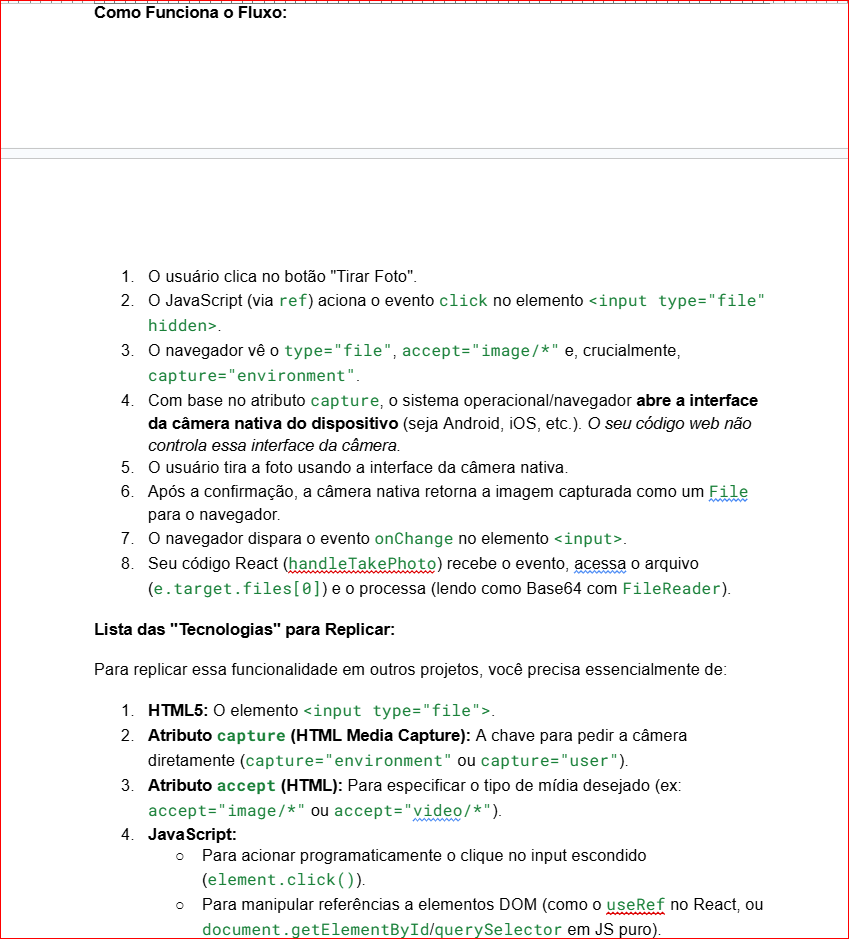 Como Funciona o Fluxo:
1. O usuário clica no botão "Tirar Foto".
2. O JavaScript (via ref) aciona o evento click no elemento <input type="file"
hidden>.
3. O navegador vê o type="file", accept="image/*" e, crucialmente,
capture="environment".
4. Com base no atributo capture, o sistema operacional/navegador abre a interface
da câmera nativa do dispositivo (seja Android, iOS, etc.). O seu código web não
controla essa interface da câmera.
5. O usuário tira a foto usando a interface da câmera nativa.
6. Após a confirmação, a câmera nativa retorna a imagem capturada como um File
para o navegador.
7. O navegador dispara o evento onChange no elemento <input>.
8. Seu código React (handleTakePhoto) recebe o evento, acessa o arquivo
(e.target.files[0]) e o processa (lendo como Base64 com FileReader).
Lista das "Tecnologias" para Replicar:
Para replicar essa funcionalidade em outros projetos, você precisa essencialmente de:
1. HTML5: O elemento <input type="file">.
2. Atributo capture (HTML Media Capture): A chave para pedir a câmera
diretamente (capture="environment" ou capture="user").
3. Atributo accept (HTML): Para especificar o tipo de mídia desejado (ex:
accept="image/*" ou accept="video/*").
4. JavaScript:
○ Para acionar programaticamente o clique no input escondido
(element.click()).
○ Para manipular referências a elementos DOM (como o useRef no React, ou
document.getElementById/querySelector em JS puro).